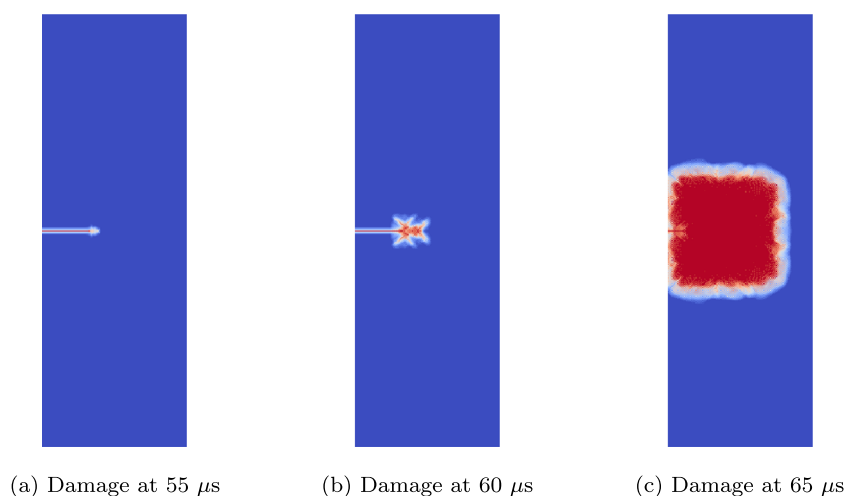 (a) Damage at 55 μs
(b) Damage at 60 μs
(c) Damage at 65 μs